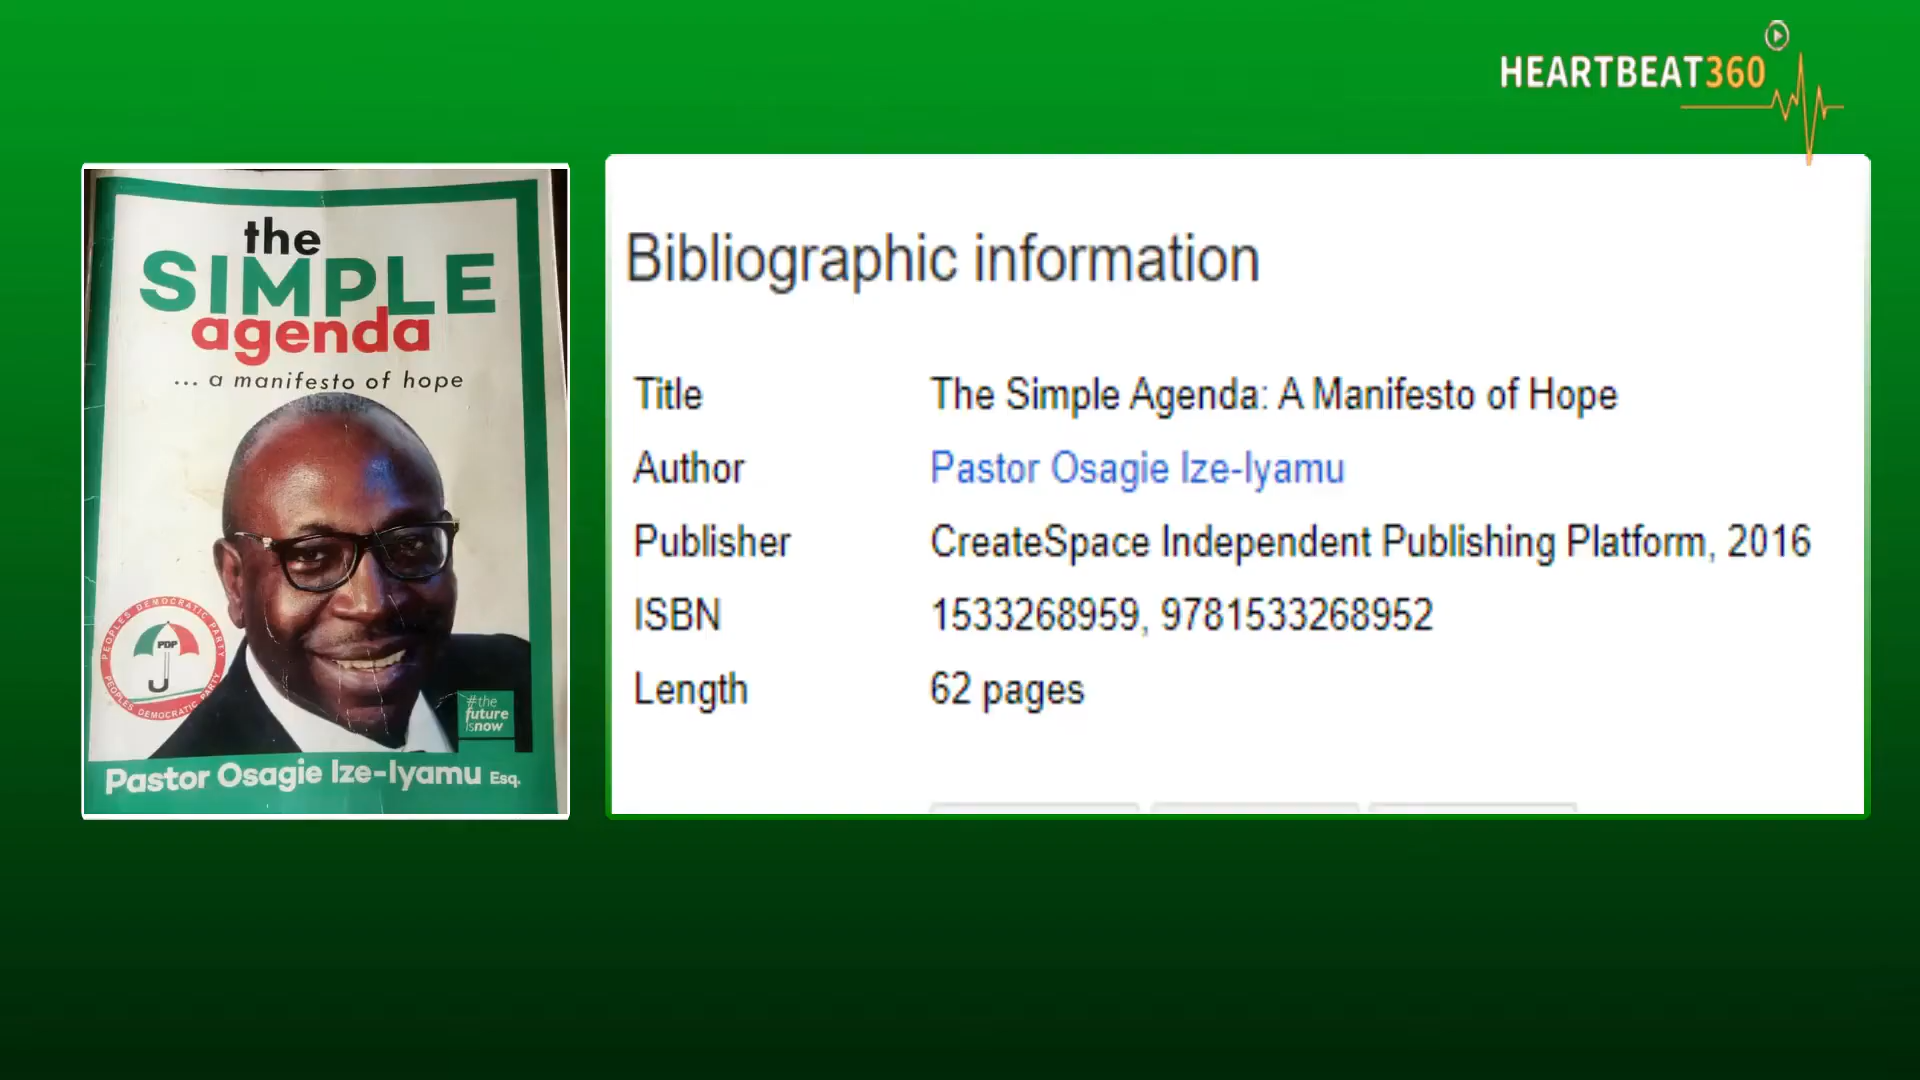 HEARTBEAT360
the
SIMPLE
agenda
... a manifesto of hope
PEOPLES DEMOCRATIC PARTY
PDP
PEOPLES DEMOCRATIC PARTY
#the
future
isnow
Pastor Osagie Ize-Iyamu Esq.
Bibliographic information
Title The Simple Agenda: A Manifesto of Hope
Author Pastor Osagie Ize-Iyamu
Publisher CreateSpace Independent Publishing Platform, 2016
ISBN 1533268959, 9781533268952
Length 62 pages